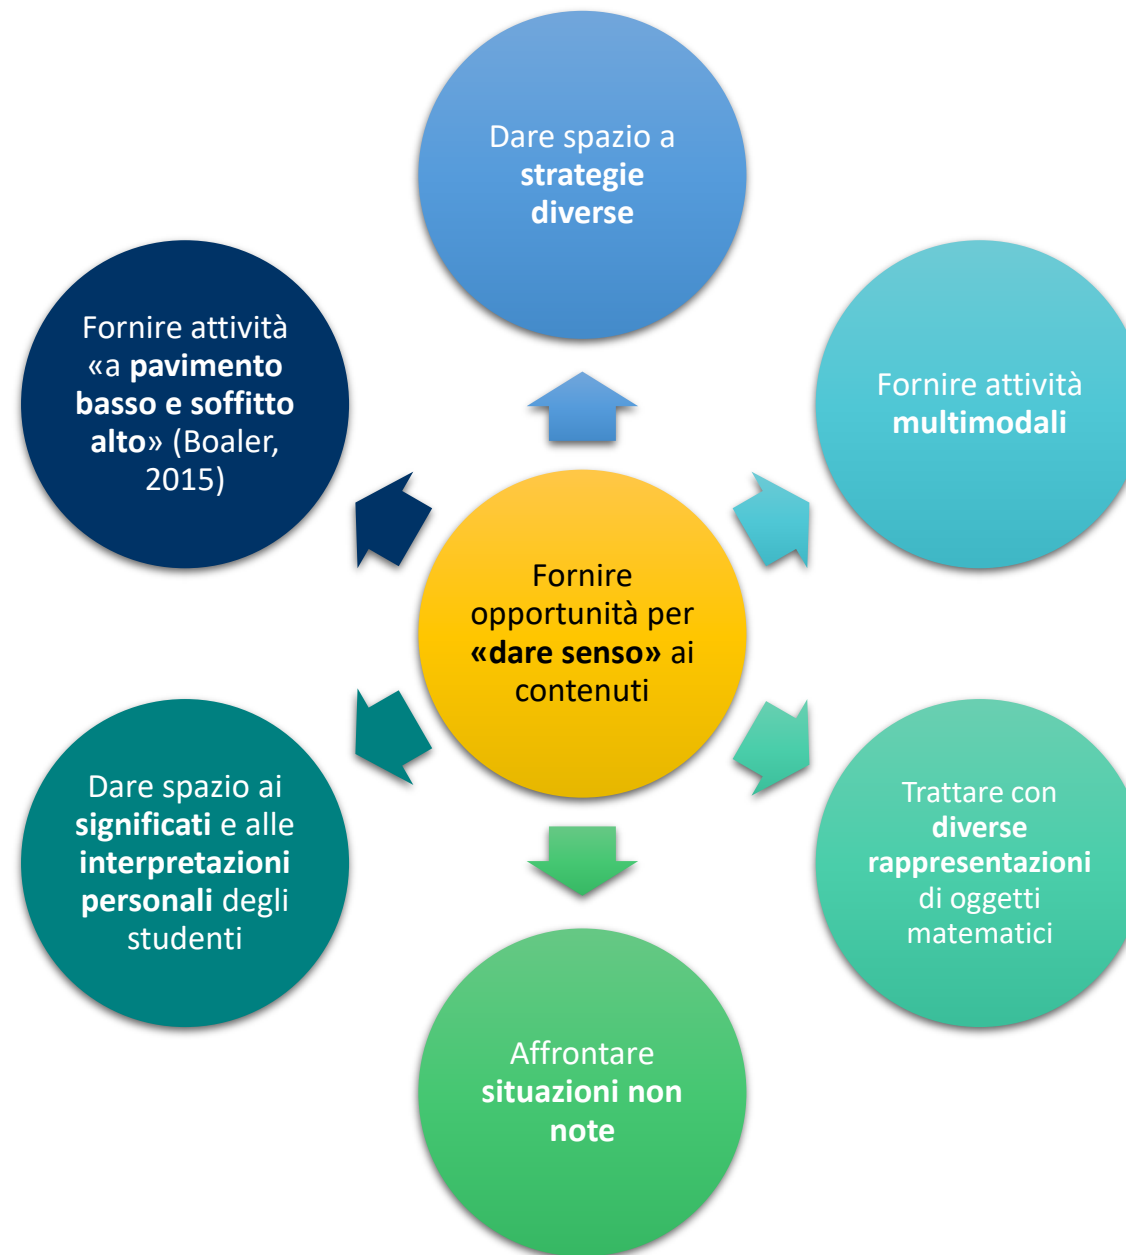 Dare spazio a
strategie
diverse
Fornire attività
multimodali
Trattare con
diverse
rappresentazioni
di oggetti
matematici
Affrontare
situazioni non
note
Dare spazio ai
significati e alle
interpretazioni
personali degli
studenti
Fornire attività
«a pavimento
basso e soffitto
alto» (Boaler,
2015)
Fornire
opportunità per
«dare senso» ai
contenuti